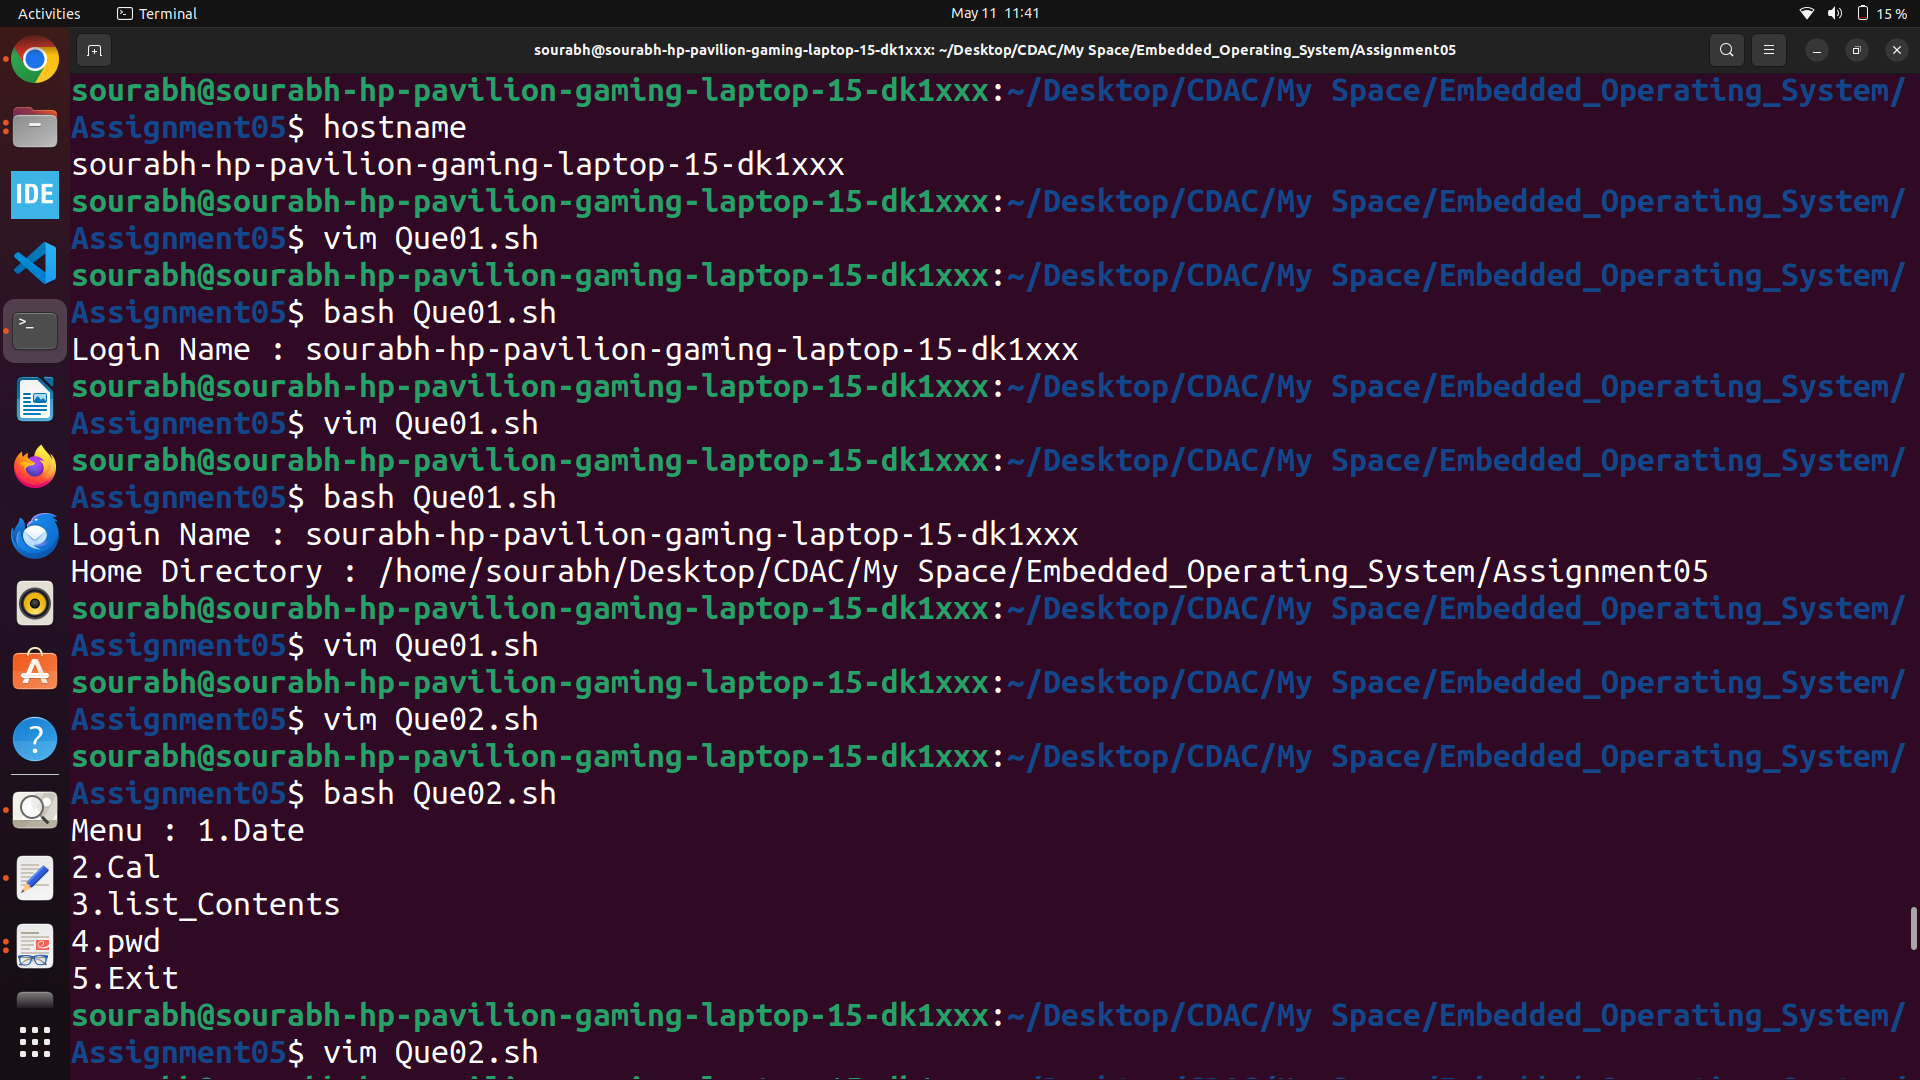 Activities
Terminal
May 11 11:41
15 %
sourabh@sourabh-hp-pavilion-gaming-laptop-15-dk1xxx: ~/Desktop/CDAC/My Space/Embedded_Operating_System/Assignment05
sourabh@sourabh-hp-pavilion-gaming-laptop-15-dk1xxx:~/Desktop/CDAC/My Space/Embedded_Operating_System/
Assignment05$ hostname
sourabh-hp-pavilion-gaming-laptop-15-dk1xxx
sourabh@sourabh-hp-pavilion-gaming-laptop-15-dk1xxx:~/Desktop/CDAC/My Space/Embedded_Operating_System/
Assignment05$ vim Que01.sh
sourabh@sourabh-hp-pavilion-gaming-laptop-15-dk1xxx:~/Desktop/CDAC/My Space/Embedded_Operating_System/
Assignment05$ bash Que01.sh
Login Name : sourabh-hp-pavilion-gaming-laptop-15-dk1xxx
sourabh@sourabh-hp-pavilion-gaming-laptop-15-dk1xxx:~/Desktop/CDAC/My Space/Embedded_Operating_System/
Assignment05$ vim Que01.sh
sourabh@sourabh-hp-pavilion-gaming-laptop-15-dk1xxx:~/Desktop/CDAC/My Space/Embedded_Operating_System/
Assignment05$ bash Que01.sh
Login Name : sourabh-hp-pavilion-gaming-laptop-15-dk1xxx
Home Directory : /home/sourabh/Desktop/CDAC/My Space/Embedded_Operating_System/Assignment05
sourabh@sourabh-hp-pavilion-gaming-laptop-15-dk1xxx:~/Desktop/CDAC/My Space/Embedded_Operating_System/
Assignment05$ vim Que01.sh
sourabh@sourabh-hp-pavilion-gaming-laptop-15-dk1xxx:~/Desktop/CDAC/My Space/Embedded_Operating_System/
Assignment05$ vim Que02.sh
sourabh@sourabh-hp-pavilion-gaming-laptop-15-dk1xxx:~/Desktop/CDAC/My Space/Embedded_Operating_System/
Assignment05$ bash Que02.sh
Menu : 1.Date
2.Cal
3.list_Contents
4.pwd
5.Exit
sourabh@sourabh-hp-pavilion-gaming-laptop-15-dk1xxx:~/Desktop/CDAC/My Space/Embedded_Operating_System/
Assignment05$ vim Que02.sh
IDE